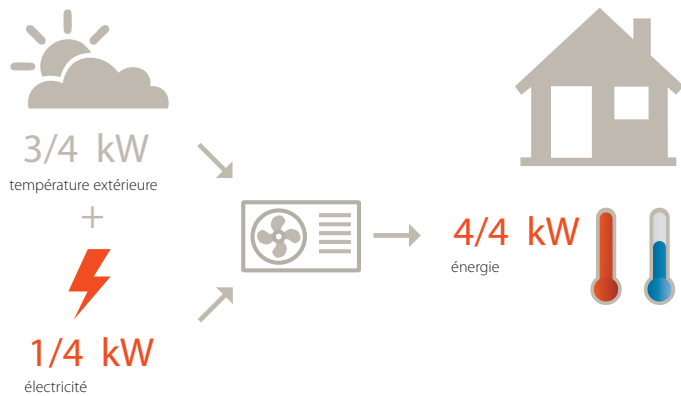 3/4 kW
température extérieure
+
1/4 kW
électricité
4/4 kW
énergie